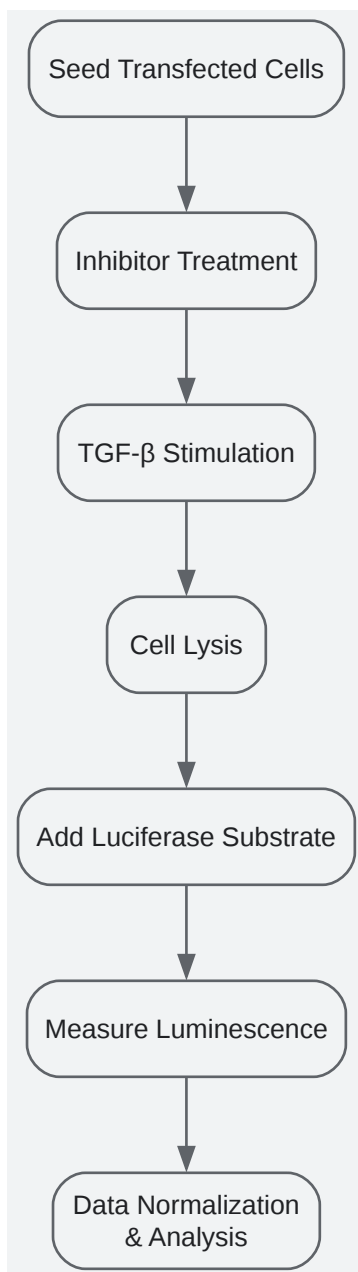 Seed Transfected Cells
Inhibitor Treatment
TGF-β Stimulation
Cell Lysis
Add Luciferase Substrate
Measure Luminescence
Data Normalization
& Analysis